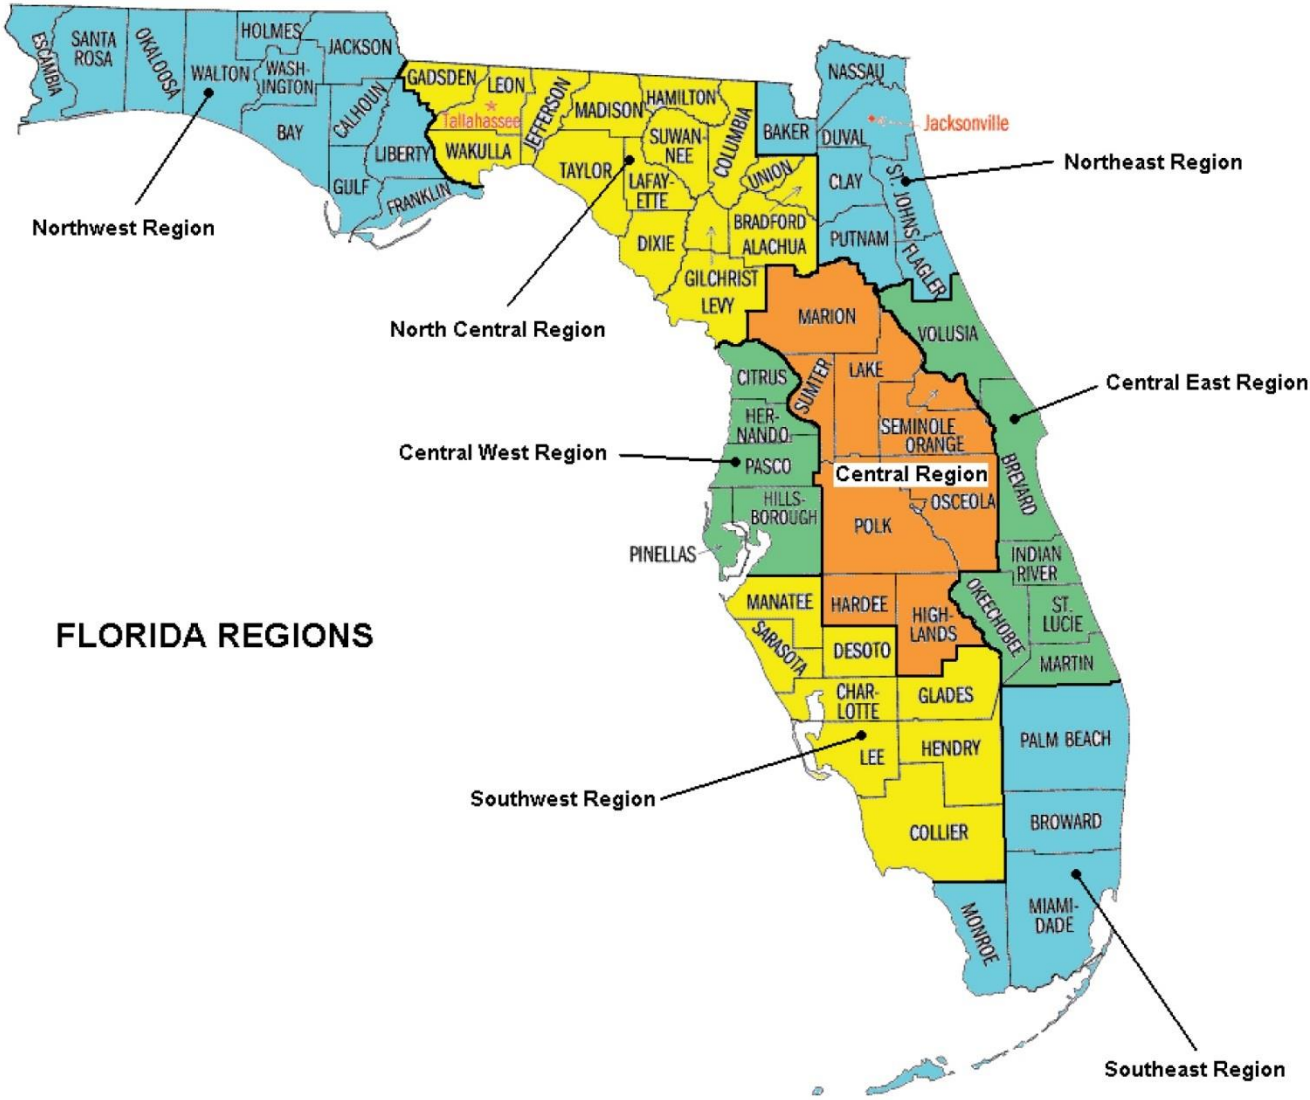 HOLMES
JACKSON
ESCAMBIA
SANTA
ROSA
OKALOOSA
WALTON
WASH-
INGTON
BAY
CALHOUN
LIBERTY
GULF
FRANKLIN
Northwest Region
GADSDEN
LEON
Tallahassee
WAKULLA
JEFFERSON
MADISON
HAMILTON
TAYLOR
SUWAN-
NEE
LAFAY-
ETTE
COLUMBIA
UNION
BRADFORD
ALACHUA
DIXIE
GILCHRIST
LEVY
North Central Region
NASSAU
BAKER
DUVAL
Jacksonville
CLAY
ST. JOHNS
PUTNAM
FLAGLER
Northeast Region
MARION
VOLUSIA
CITRUS
SUMTER
LAKE
HER-
NANDO
SEMINOLE
ORANGE
Central East Region
Central West Region
PASCO
Central Region
BREVARD
HILLS-
BOROUGH
POLK
OSCEOLA
PINELLAS
INDIAN
RIVER
MANATEE
HARDEE
HIGH-
LANDS
OKEECHOBEE
ST.
LUCIE
FLORIDA REGIONS
SARASOTA
DESOTO
MARTIN
CHAR-
LOTTE
GLADES
LEE
HENDRY
PALM BEACH
Southwest Region
COLLIER
BROWARD
MONROE
MIAMI-
DADE
Southeast Region